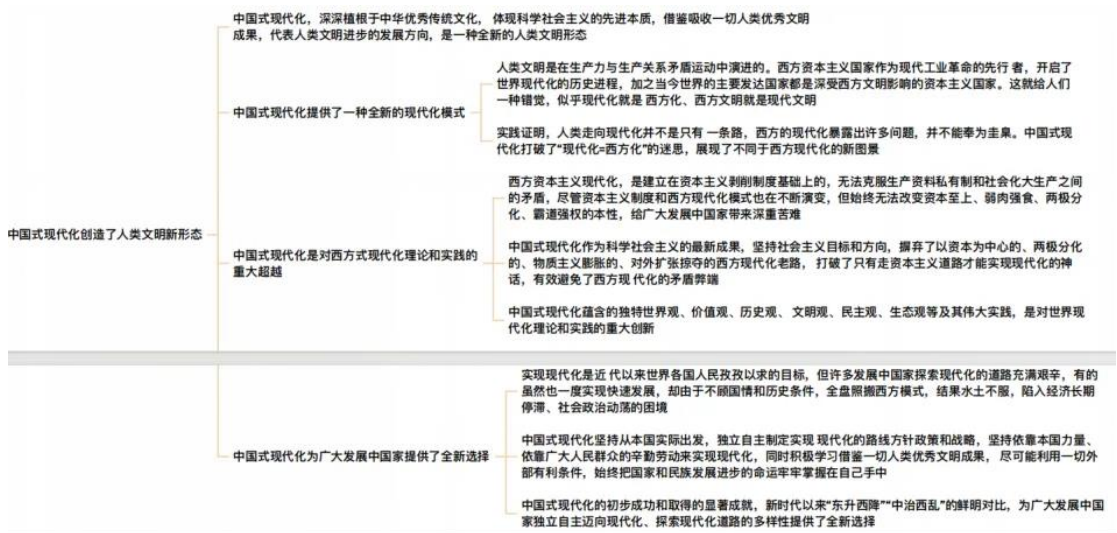 中国式现代化创造了人类文明新形态
中国式现代化，深深植根于中华优秀传统文化， 体现科学社会主义的先进本质，借鉴吸收一切人类优秀文明
成果，代表人类文明进步的发展方向，是一种全新的人类文明形态
中国式现代化提供了一种全新的现代化模式
人类文明是在生产力与生产关系矛盾运动中演进的。西方资本主义国家作为现代工业革命的先行 者，开启了
世界现代化的历史进程，加之当今世界的主要发达国家都是深受西方文明影响的资本主义国家。这就给人们
一种错觉，似乎现代化就是 西方化、西方文明就是现代文明
实践证明，人类走向现代化并不是只有 一条路，西方的现代化暴露出许多问题，并不能奉为圭臬。中国式现
代化打破了“现代化=西方化”的迷思，展现了不同于西方现代化的新图景
中国式现代化是对西方式现代化理论和实践的
重大超越
西方资本主义现代化，是建立在资本主义剥削制度基础上的，无法克服生产资料私有制和社会化大生产之间
的矛盾，尽管资本主义制度和西方现代化模式也在不断演变，但始终无法改变资本至上、弱肉强食、两极分
化、霸道强权的本性，给广大发展中国家带来深重苦难
中国式现代化作为科学社会主义的最新成果，坚持社会主义目标和方向，摒弃了以资本为中心的、两极分化
的、物质主义膨胀的、对外扩张掠夺的西方现代化老路， 打破了只有走资本主义道路才能实现现代化的神
话，有效避免了西方现 代化的矛盾弊端
中国式现代化蕴含的独特世界观、价值观、历史观、 文明观、民主观、生态观等及其伟大实践，是对世界现
代化理论和实践的重大创新
中国式现代化为广大发展中国家提供了全新选择
实现现代化是近 代以来世界各国人民孜孜以求的目标，但许多发展中国家探索现代化的道路充满艰辛，有的
虽然也一度实现快速发展，却由于不顾国情和历史条件，全盘照搬西方模式，结果水土不服，陷入经济长期
停滞、社会政治动荡的困境
中国式现代化坚持从本国实际出发，独立自主制定实现 现代化的路线方针政策和战略，坚持依靠本国力量、
依靠广大人民群众的辛勤劳动来实现现代化，同时积极学习借鉴一切人类优秀文明成果， 尽可能利用一切外
部有利条件，始终把国家和民族发展进步的命运牢牢掌握在自己手中
中国式现代化的初步成功和取得的显著成就，新时代以来“东升西降”“中治西乱”的鲜明对比，为广大发展中国
家独立自主迈向现代化、探索现代化道路的多样性提供了全新选择